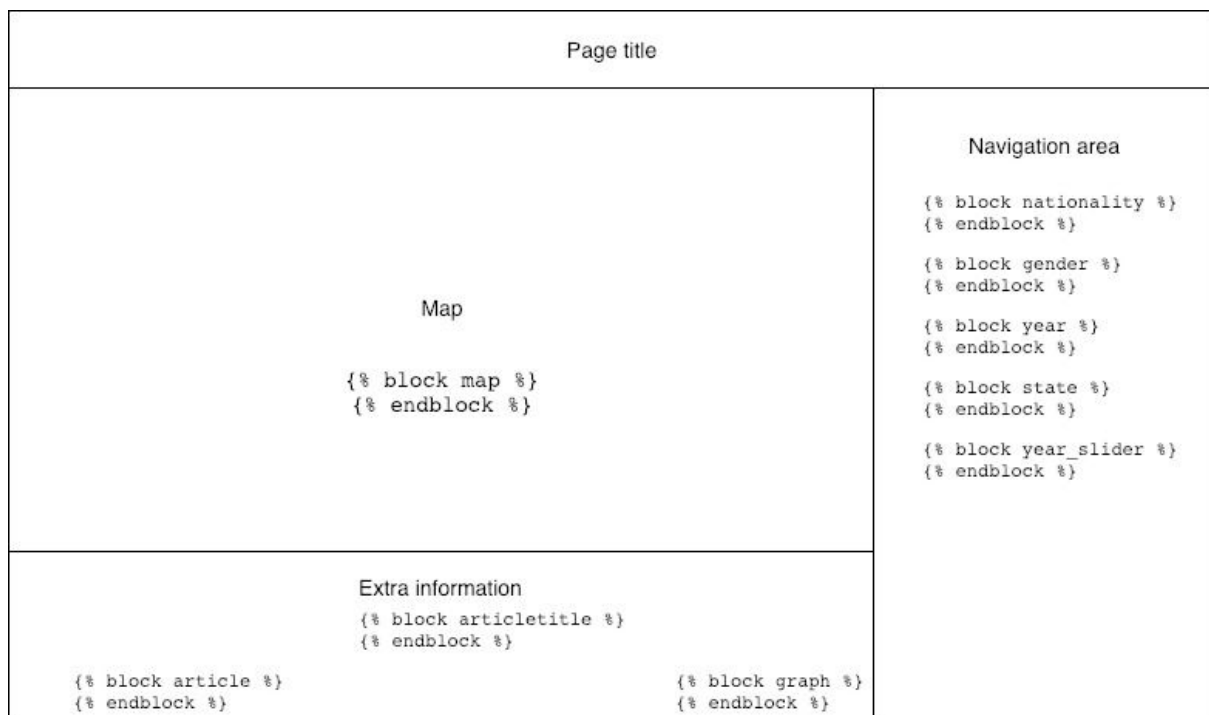 Page title
Map
{% block map %}
{% endblock %}
Navigation area
{% block nationality %}
{% endblock %}
{% block gender %}
{% endblock %}
{% block year %}
{% endblock %}
{% block state %}
{% endblock %}
{% block year_slider %}
{% endblock %}
Extra information
{% block articletitle %}
{% endblock %}
{% block article %}
{% endblock %}
{% block graph %}
{% endblock %}